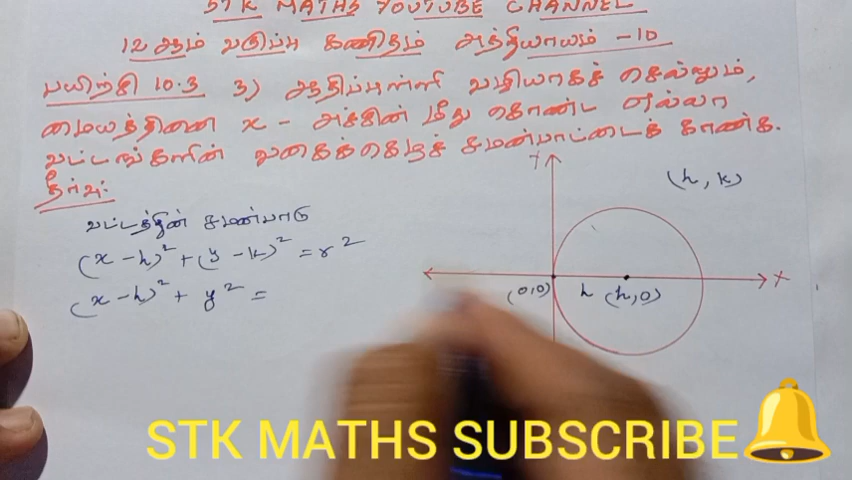 STK MATHS YOUTUBE CHANNEL
12 ஆம் வகுப்பு கணிதம் அத்தியாயம் - 10
பயிற்சி 10.3 3) ஆதிப்புள்ளி வழியாகச் செல்லும்,
மையத்தினை x - அச்சின் மீது கொண்ட எல்லா
வட்டங்களின் வகைக்கெழுச் சமன்பாட்டைக் காண்க.
தீர்வு:
வட்டத்தின் சமன்பாடு
(x - h)² + (y - k)² = r²
(x - h)² + y² =
Y
(h, k)
X
(0,0)
h
(h,0)
STK MATHS SUBSCRIBE